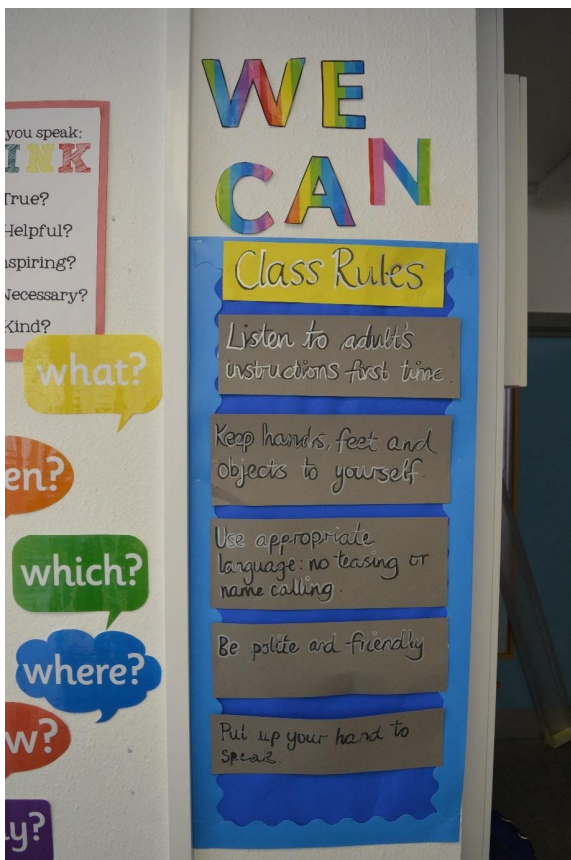 you speak:
INK
True?
Helpful?
nspiring?
Necessary?
Kind?
what?
en?
which?
where?
w?
y?
WE
CAN
Class Rules
Listen to adult's
instructions first time.
Keep hands, feet and
objects to yourself.
Use appropriate
language: no teasing or
name calling.
Be polite and friendly
Put up your hand to
speak.